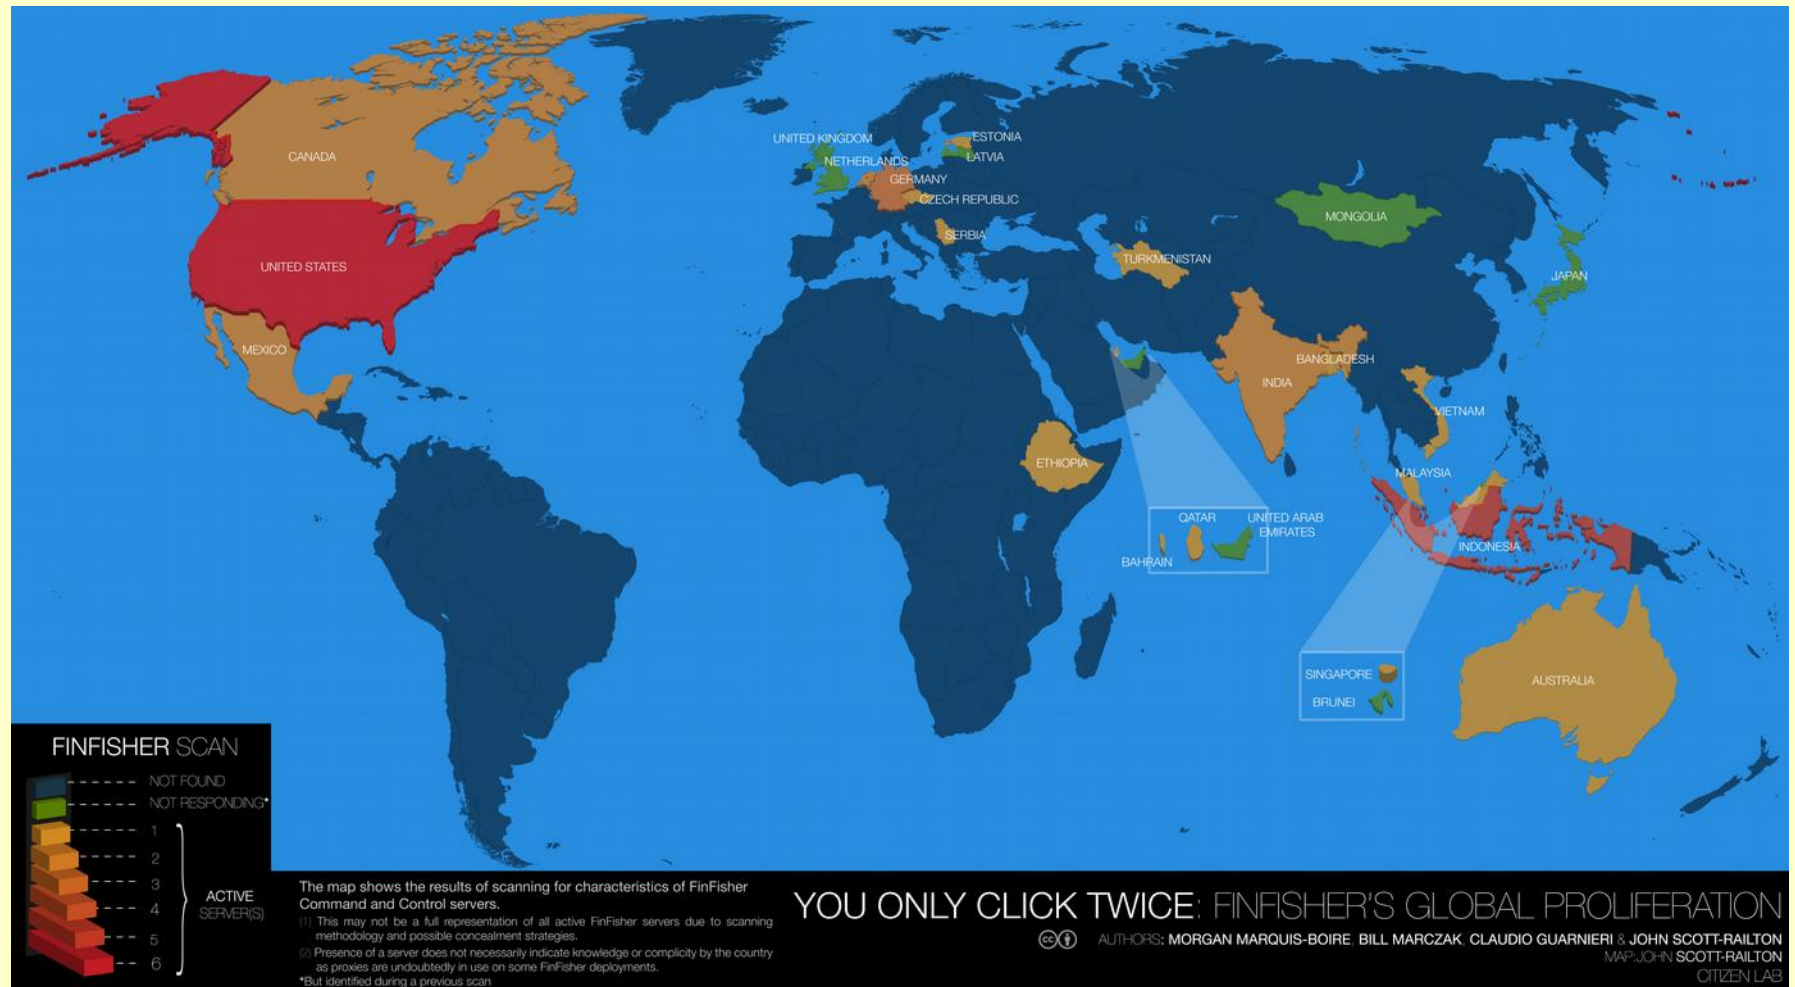 UNITED KINGDOM
ESTONIA
NETHERLANDS
LATVIA
CANADA
GERMANY
CZECH REPUBLIC
MONGOLIA
SERBIA
TURKMENISTAN
UNITED STATES
JAPAN
MEXICO
BANGLADESH
INDIA
VIETNAM
ETHIOPIA
MALAYSIA
QATAR
UNITED ARAB
EMIRATES
BAHRAIN
INDONESIA
SINGAPORE
BRUNEI
AUSTRALIA
FINFISHER SCAN
NOT FOUND
NOT RESPONDING*
1
2
3
4
5
6
ACTIVE
SERVER(S)
The map shows the results of scanning for characteristics of FinFisher
Command and Control servers.
(1) This may not be a full representation of all active FinFisher servers due to scanning
methodology and possible concealment strategies.
(2) Presence of a server does not necessarily indicate knowledge or complicity by the country
as proxies are undoubtedly in use on some FinFisher deployments.
*But identified during a previous scan
YOU ONLY CLICK TWICE: FINFISHER'S GLOBAL PROLIFERATION
cc AUTHORS: MORGAN MARQUIS-BOIRE, BILL MARCZAK, CLAUDIO GUARNIERI & JOHN SCOTT-RAILTON
MAP:JOHN SCOTT-RAILTON
CITIZEN LAB